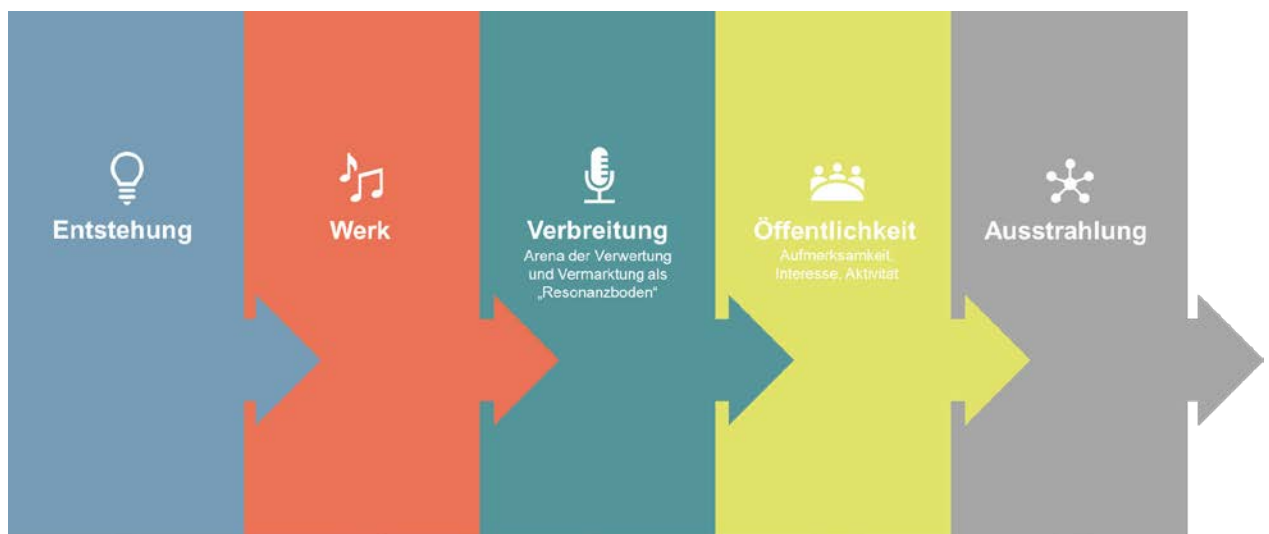 Entstehung
Werk
Verbreitung
Arena der Verwertung
und Vermarktung als
„Resonanzboden“
Öffentlichkeit
Aufmerksamkeit,
Interesse, Aktivität
Ausstrahlung